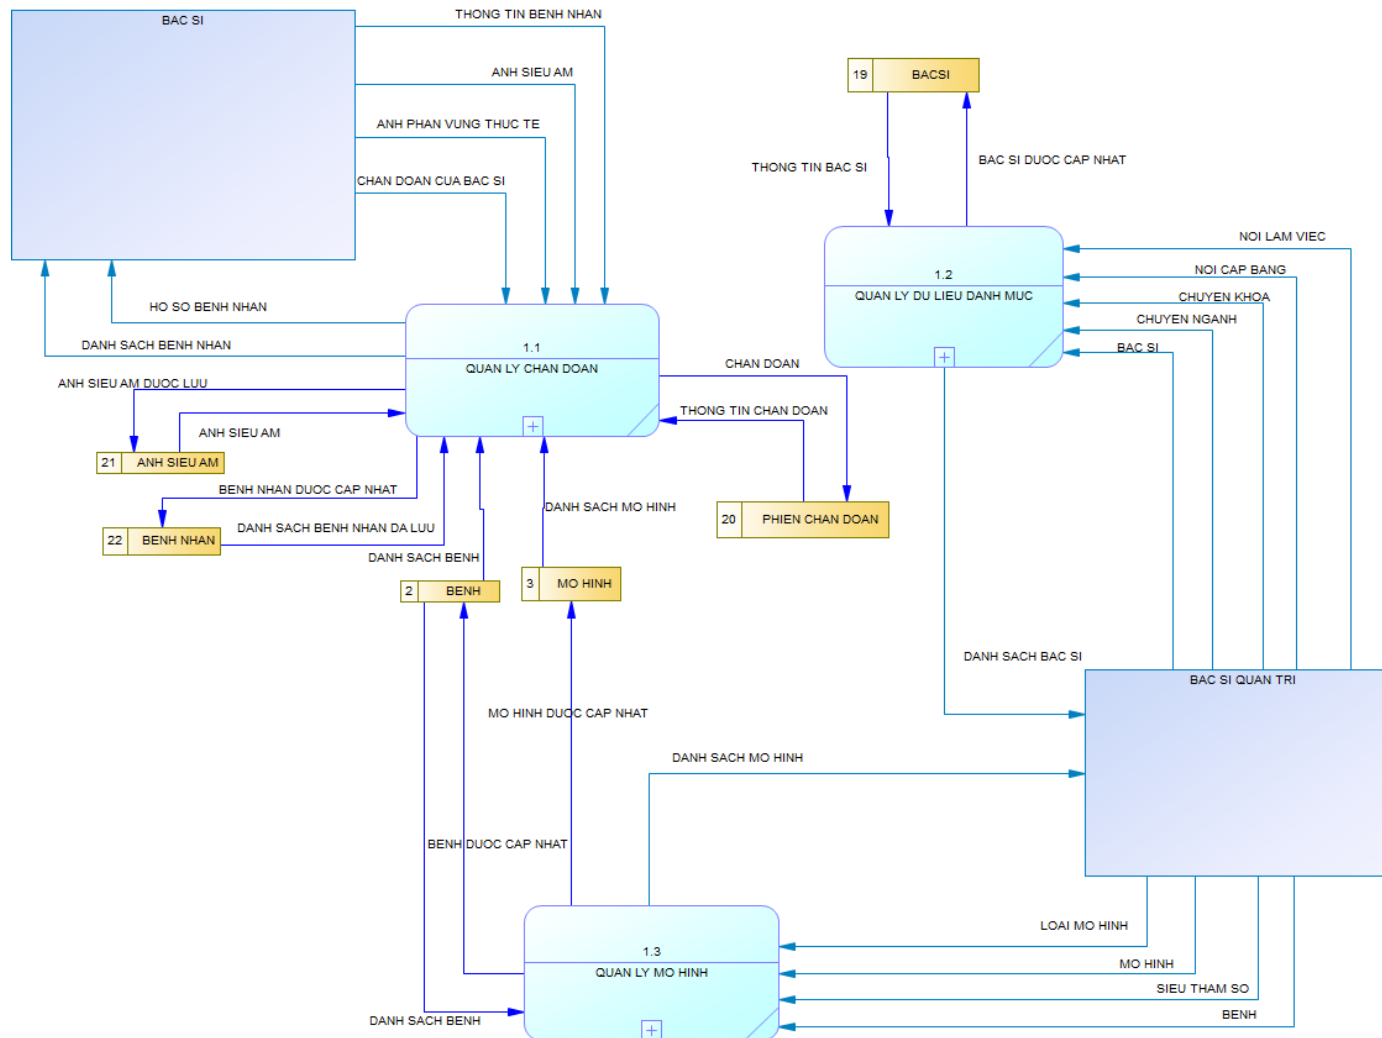 BAC SI
THONG TIN BENH NHAN
ANH SIEU AM
ANH PHAN VUNG THUC TE
CHAN DOAN CUA BAC SI
19
BACSI
THONG TIN BAC SI
BAC SI DUOC CAP NHAT
1.2
QUAN LY DU LIEU DANH MUC
NOI LAM VIEC
NOI CAP BANG
CHUYEN KHOA
CHUYEN NGANH
BAC SI
HO SO BENH NHAN
DANH SACH BENH NHAN
1.1
QUAN LY CHAN DOAN
ANH SIEU AM DUOC LUU
ANH SIEU AM
21
ANH SIEU AM
CHAN DOAN
THONG TIN CHAN DOAN
BENH NHAN DUOC CAP NHAT
DANH SACH BENH NHAN DA LUU
22
BENH NHAN
DANH SACH MO HINH
20
PHIEN CHAN DOAN
DANH SACH BENH
2
BENH
3
MO HINH
DANH SACH BAC SI
BAC SI QUAN TRI
MO HINH DUOC CAP NHAT
DANH SACH MO HINH
BENH DUOC CAP NHAT
1.3
QUAN LY MO HINH
LOAI MO HINH
MO HINH
SIEU THAM SO
BENH
DANH SACH BENH